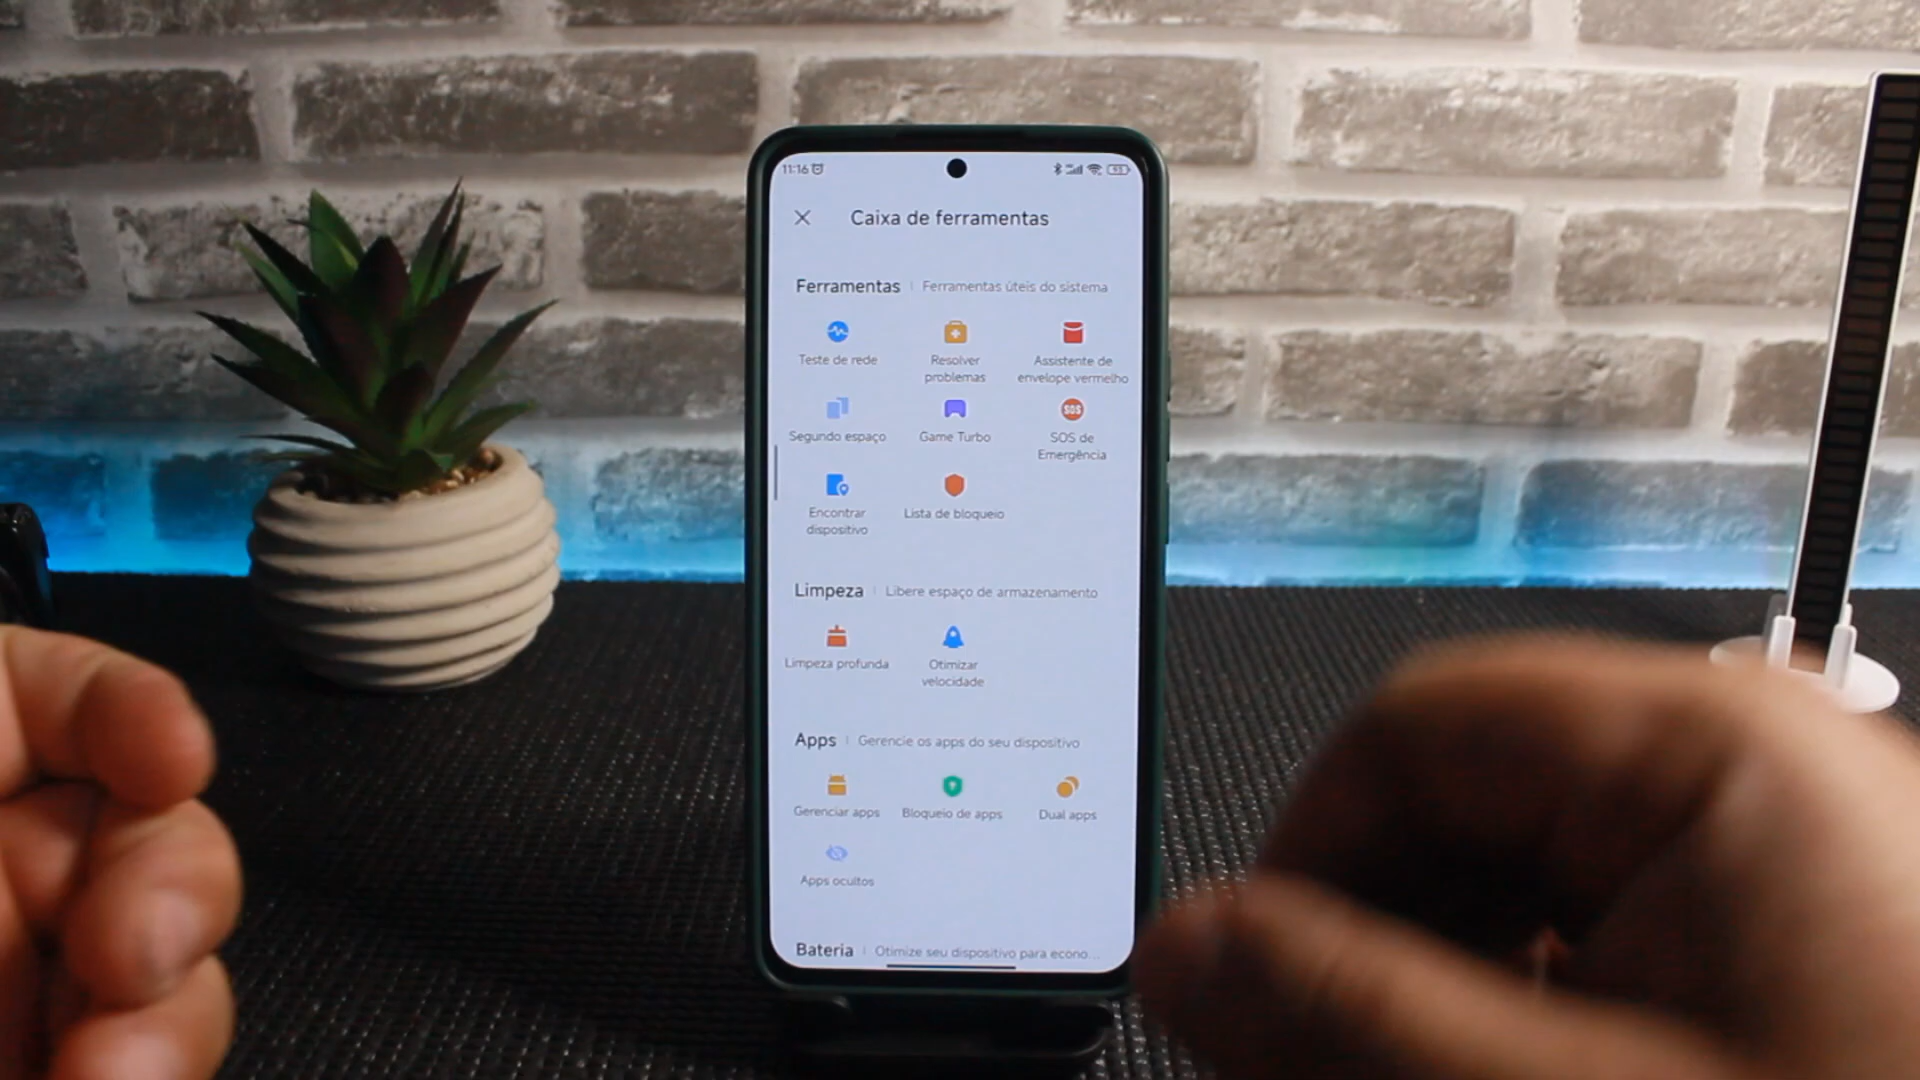 11:16 93
Caixa de ferramentas
Ferramentas Ferramentas úteis do sistema
Teste de rede
Resolver
problemas
Assistente de
envelope vermelho
Segundo espaço
Game Turbo
SOS
SOS de
Emergência
Encontrar
dispositivo
Lista de bloqueio
Limpeza Libere espaço de armazenamento
Limpeza profunda
Otimizar
velocidade
Apps Gerencie os apps do seu dispositivo
Gerenciar apps
Bloqueio de apps
Dual apps
Apps ocultos
Bateria Otimize seu dispositivo para econo...